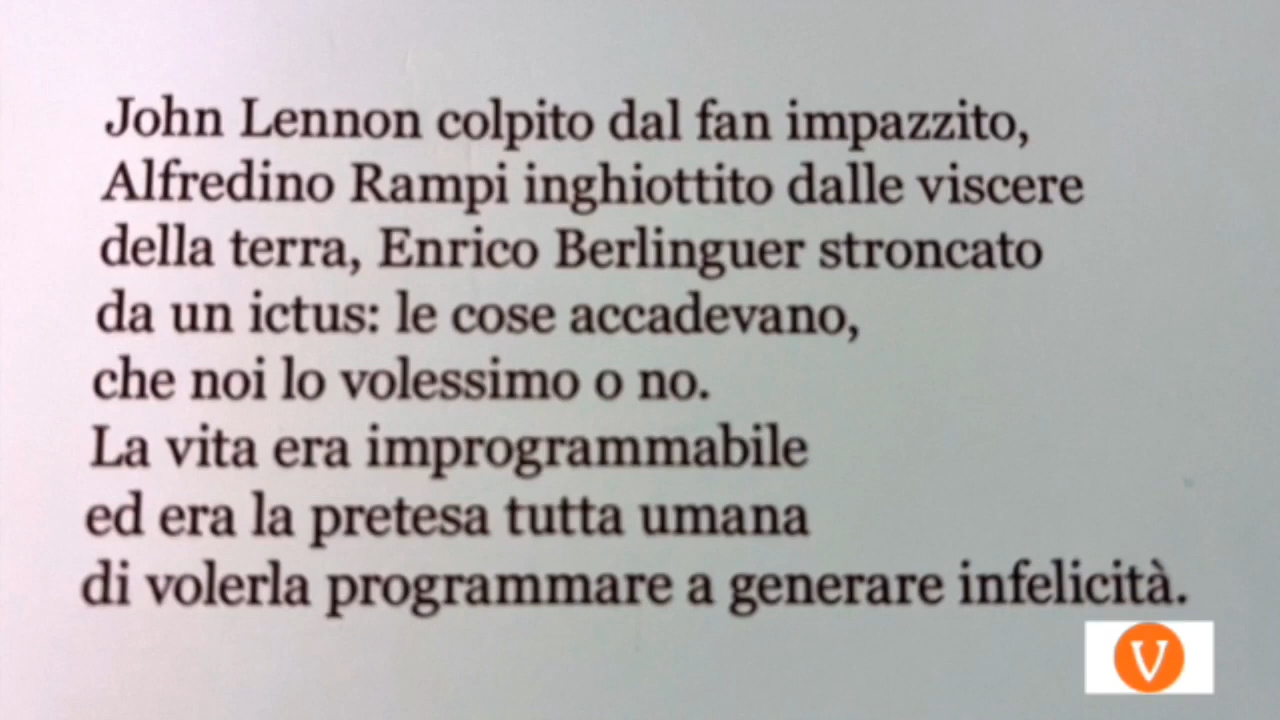 John Lennon colpito dal fan impazzito,
Alfredino Rampi inghiottito dalle viscere
della terra, Enrico Berlinguer stroncato
da un ictus: le cose accadevano,
che noi lo volessimo o no.
La vita era improgrammabile
ed era la pretesa tutta umana
di volerla programmare a generare infelicità.
V